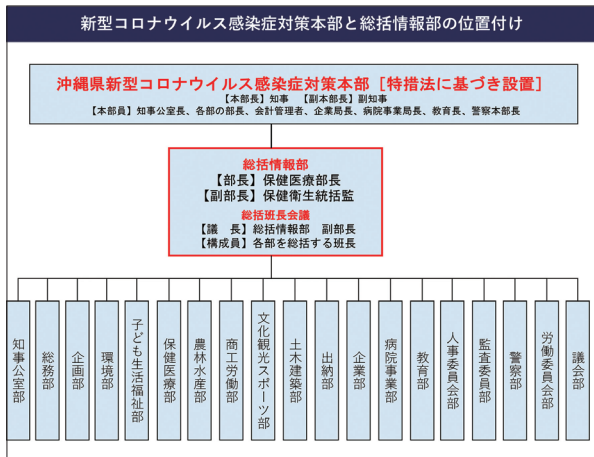 新型コロナウイルス感染症対策本部と総括情報部の位置付け
沖縄県新型コロナウイルス感染症対策本部［特措法に基づき設置］
【本部長】知事　【副本部長】副知事
【本部員】知事公室長、各部の部長、会計管理者、企業局長、病院事業局長、教育長、警察本部長
総括情報部
【部長】保健医療部長
【副部長】保健衛生統括監
総括班長会議
【議　長】総括情報部　副部長
【構成員】各部を総括する班長
知事公室部
総務部
企画部
環境部
子ども生活福祉部
保健医療部
農林水産部
商工労働部
文化観光スポーツ部
土木建築部
出納部
企業部
病院事業部
教育部
人事委員会部
監査委員部
警察部
労働委員会部
議会部